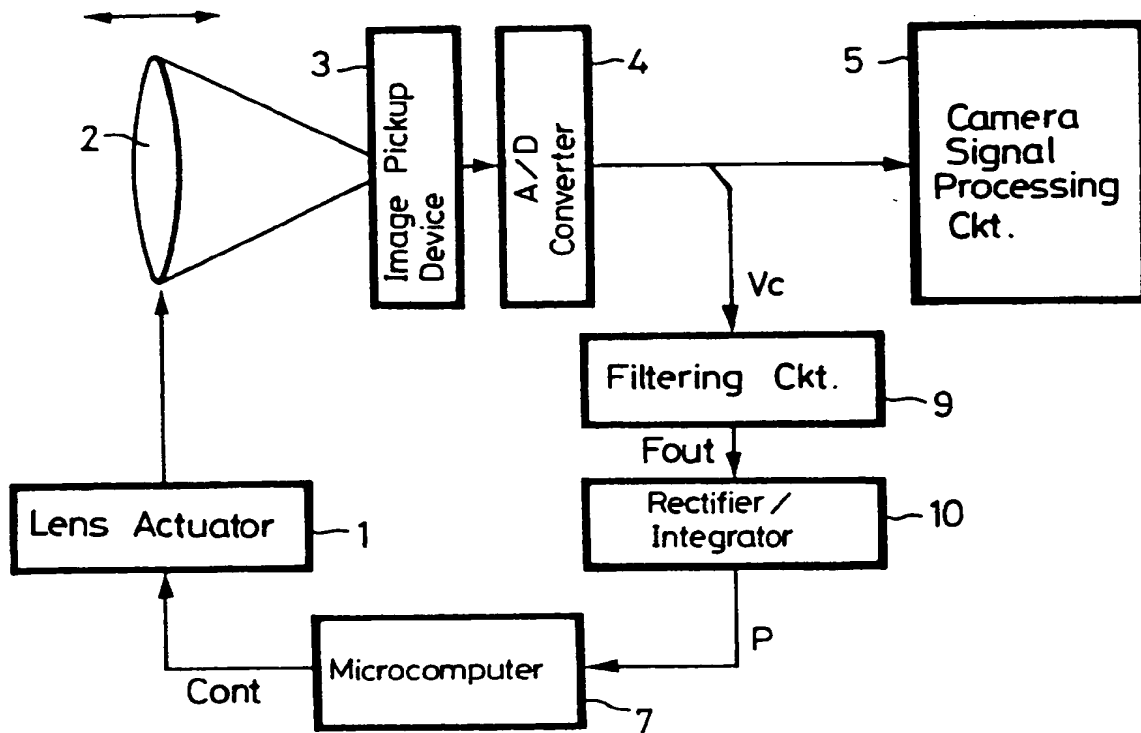 3
4
5
2
Image Pickup
Device
A/D
Converter
Camera
Signal
Processing
Ckt.
Vc
Filtering Ckt.
9
Fout
Rectifier/
Integrator
10
Lens Actuator
1
P
Microcomputer
Cont
7